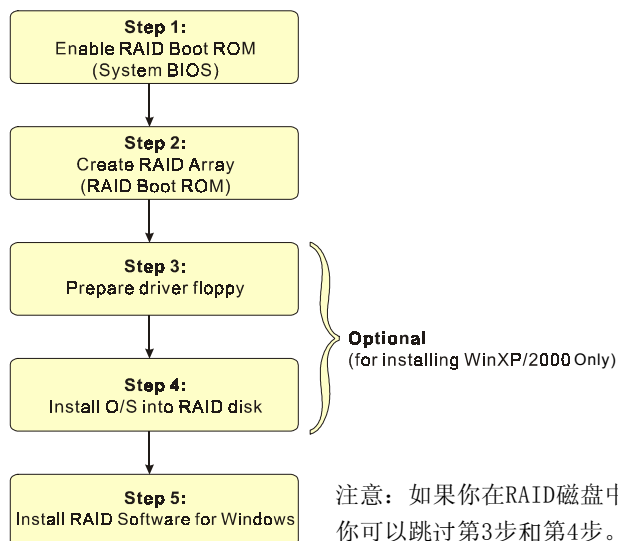 Step 1:
Enable RAID Boot ROM
(System BIOS)
Step 2:
Create RAID Array
(RAID Boot ROM)
Step 3:
Prepare driver floppy
Optional
(for installing WinXP/2000 Only)
Step 4:
Install O/S into RAID disk
Step 5:
Install RAID Software for Windows
注意：如果你在RAID磁盘
你可以跳过第3步和第4步。